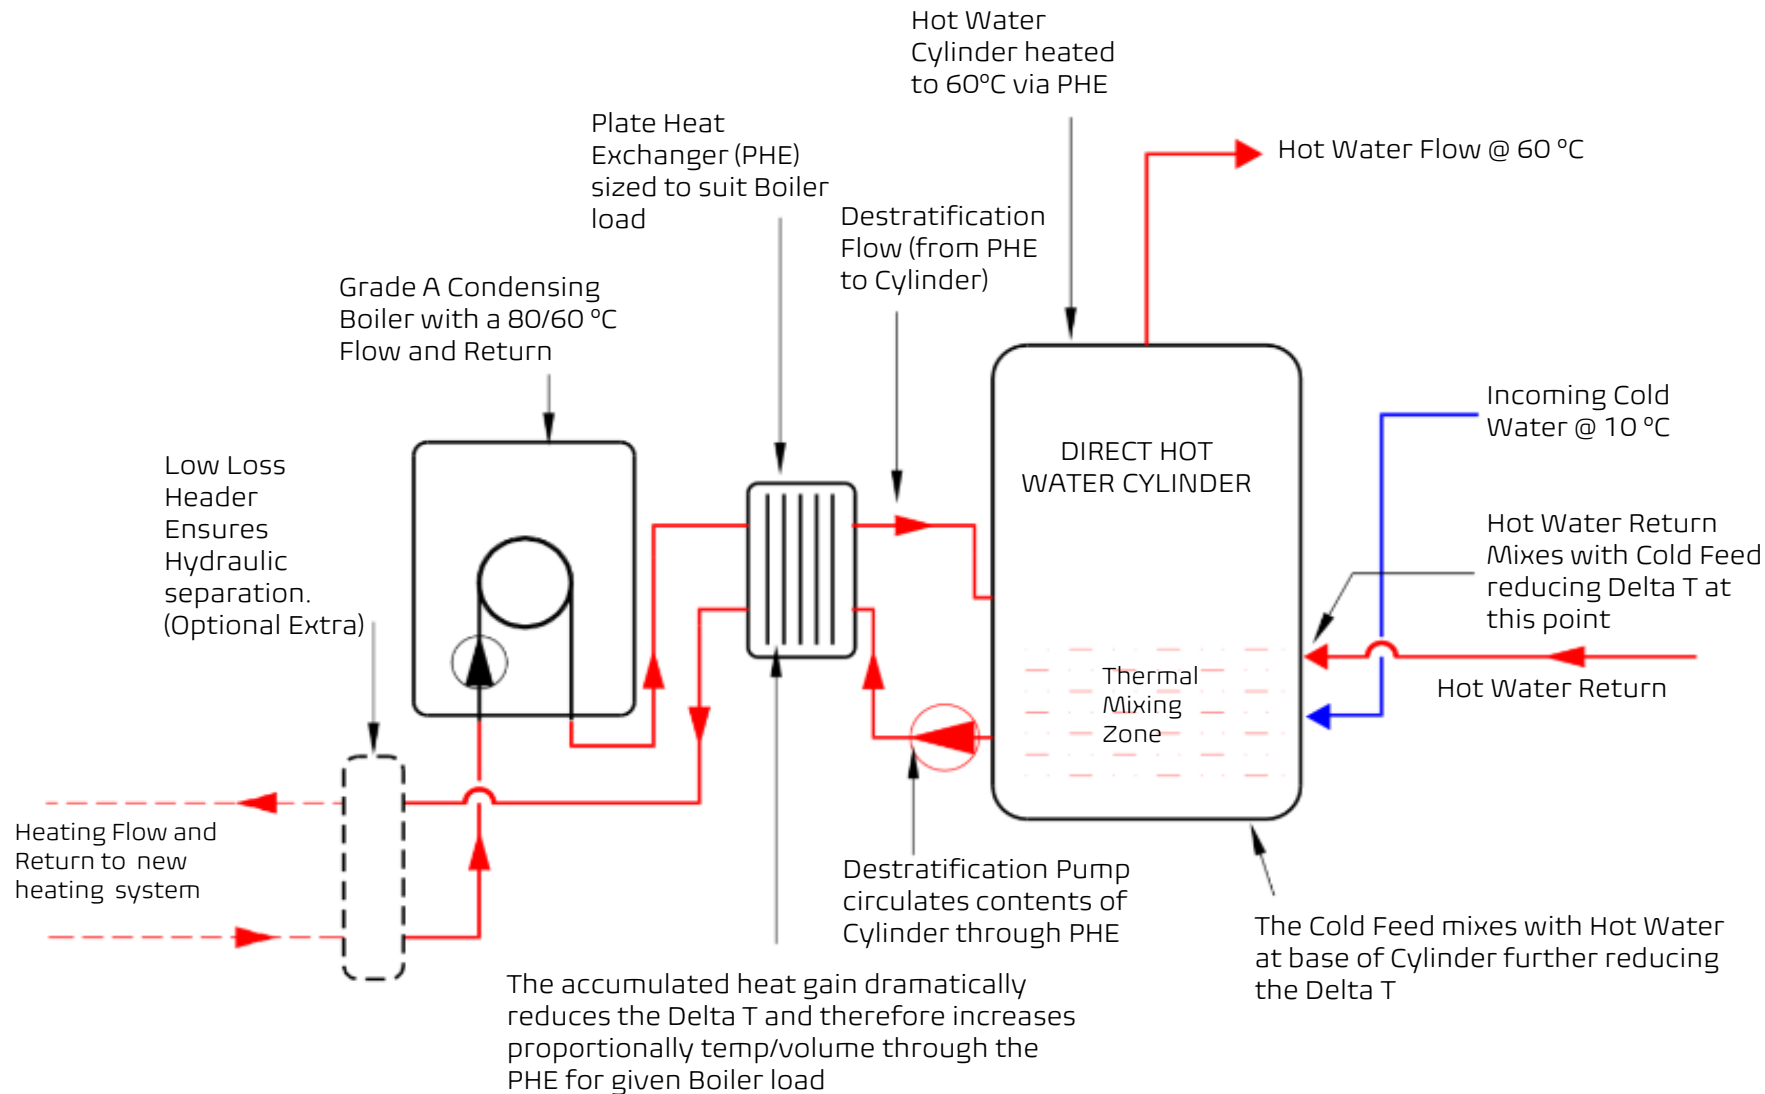 Hot Water
Cylinder heated
to 60ºC via PHE
Plate Heat
Exchanger (PHE)
sized to suit Boiler
load
Hot Water Flow @ 60 ºC
Destratification
Flow (from PHE
to Cylinder)
Grade A Condensing
Boiler with a 80/60 ºC
Flow and Return
Incoming Cold
Water @ 10 ºC
DIRECT HOT
WATER CYLINDER
Low Loss
Header
Ensures
Hydraulic
separation.
(Optional Extra)
Hot Water Return
Mixes with Cold Feed
reducing Delta T at
this point
Thermal
Mixing
Zone
Hot Water Return
Heating Flow and
Return to new
heating system
Destratification Pump
circulates contents of
Cylinder through PHE
The Cold Feed mixes with Hot Water
at base of Cylinder further reducing
the Delta T
The accumulated heat gain dramatically
reduces the Delta T and therefore increases
proportionally temp/volume through the
PHE for given Boiler load